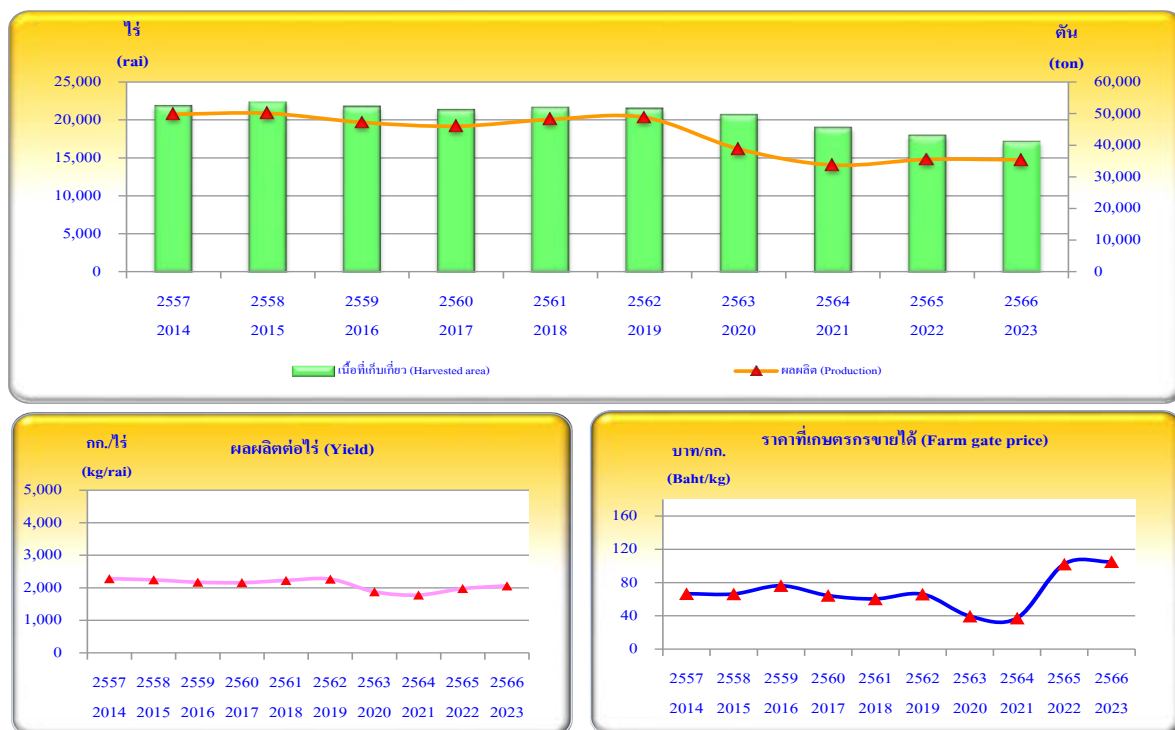 ไร่
(rai)
ตัน
(ton)
25,000
20,000
15,000
10,000
5,000
0
60,000
50,000
40,000
30,000
20,000
10,000
0
2557 2558 2559 2560 2561 2562 2563 2564 2565 2566
2014 2015 2016 2017 2018 2019 2020 2021 2022 2023
เนื้อที่เก็บเกี่ยว (Harvested area) ผลผลิต (Production)
กก./ไร่
(kg/rai)
ผลผลิตต่อไร่ (Yield)
5,000
4,000
3,000
2,000
1,000
0
2557 2558 2559 2560 2561 2562 2563 2564 2565 2566
2014 2015 2016 2017 2018 2019 2020 2021 2022 2023
ราคาที่เกษตรกรขายได้ (Farm gate price)
บาท/กก.
(Baht/kg)
160
120
80
40
0
2557 2558 2559 2560 2561 2562 2563 2564 2565 2566
2014 2015 2016 2017 2018 2019 2020 2021 2022 2023